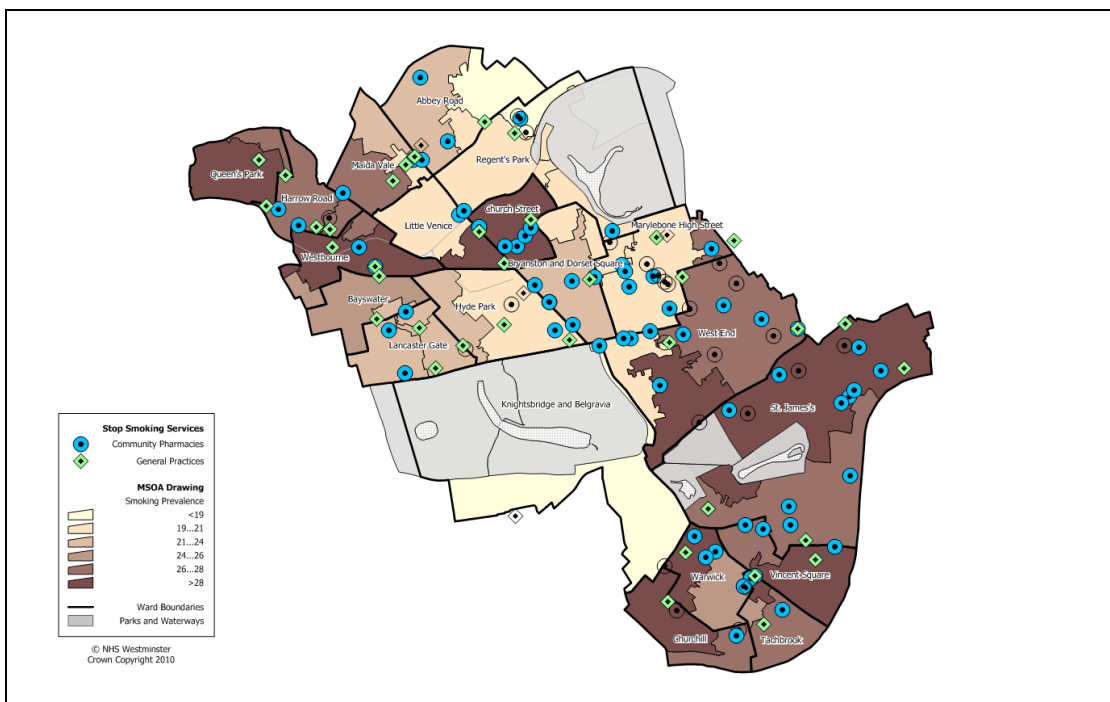 Abbey Road
Regent's Park
Maida Vale
Queen's Park
Harrow Road
Church Street
Little Venice
Marylebone High Street
Westbourne
Bryanston and Dorset Square
Bayswater
Hyde Park
West End
Lancaster Gate
Knightsbridge and Belgravia
St. James's
Warwick
Vincent Square
Churchill
Tachbrook
Stop Smoking Services
Community Pharmacies
General Practices
MSOA Drawing
Smoking Prevalence
<19
19...21
21...24
24...26
26...28
>28
Ward Boundaries
Parks and Waterways
© NHS Westminster
Crown Copyright 2010